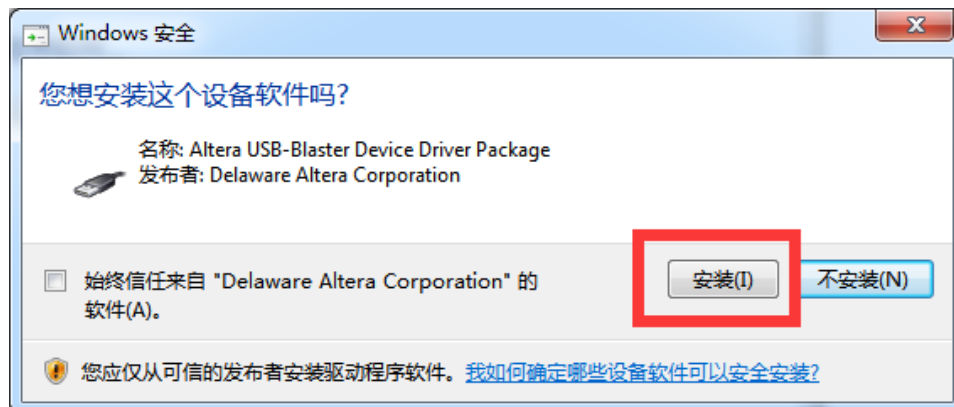 Windows 安全
您想安装这个设备软件吗?
名称: Altera USB-Blaster Device Driver Package
发布者: Delaware Altera Corporation
始终信任来自 "Delaware Altera Corporation" 的
软件(A)。
安装(I)
不安装(N)
您应仅从可信的发布者安装驱动程序软件。我如何确定哪些设备软件可以安全安装?